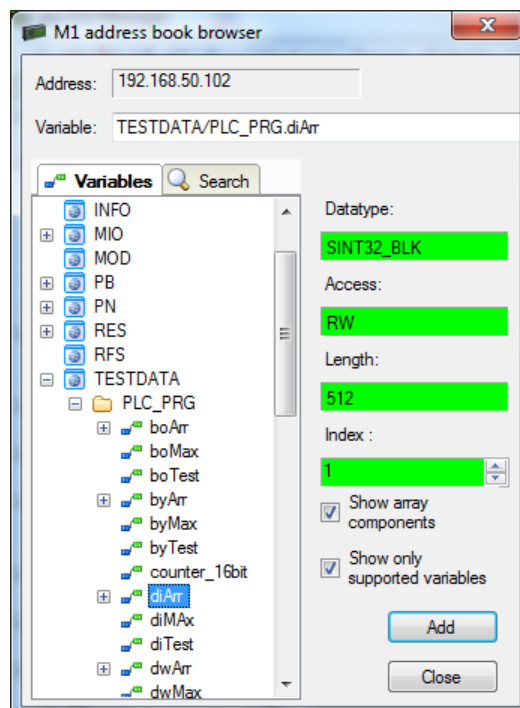 M1 address book browser
Address: 192.168.50.102
Variable: TESTDATA/PLC_PRG.diArr
Variables Search
INFO
MIO
MOD
PB
PN
RES
RFS
TESTDATA
PLC_PRG
boArr
boMax
boTest
byArr
byMax
byTest
counter_16bit
diArr
diMAx
diTest
dwArr
dwMax
Datatype:
SINT32_BLK
Access:
RW
Length:
512
Index :
1
Show array
components
Show only
supported variables
Add
Close